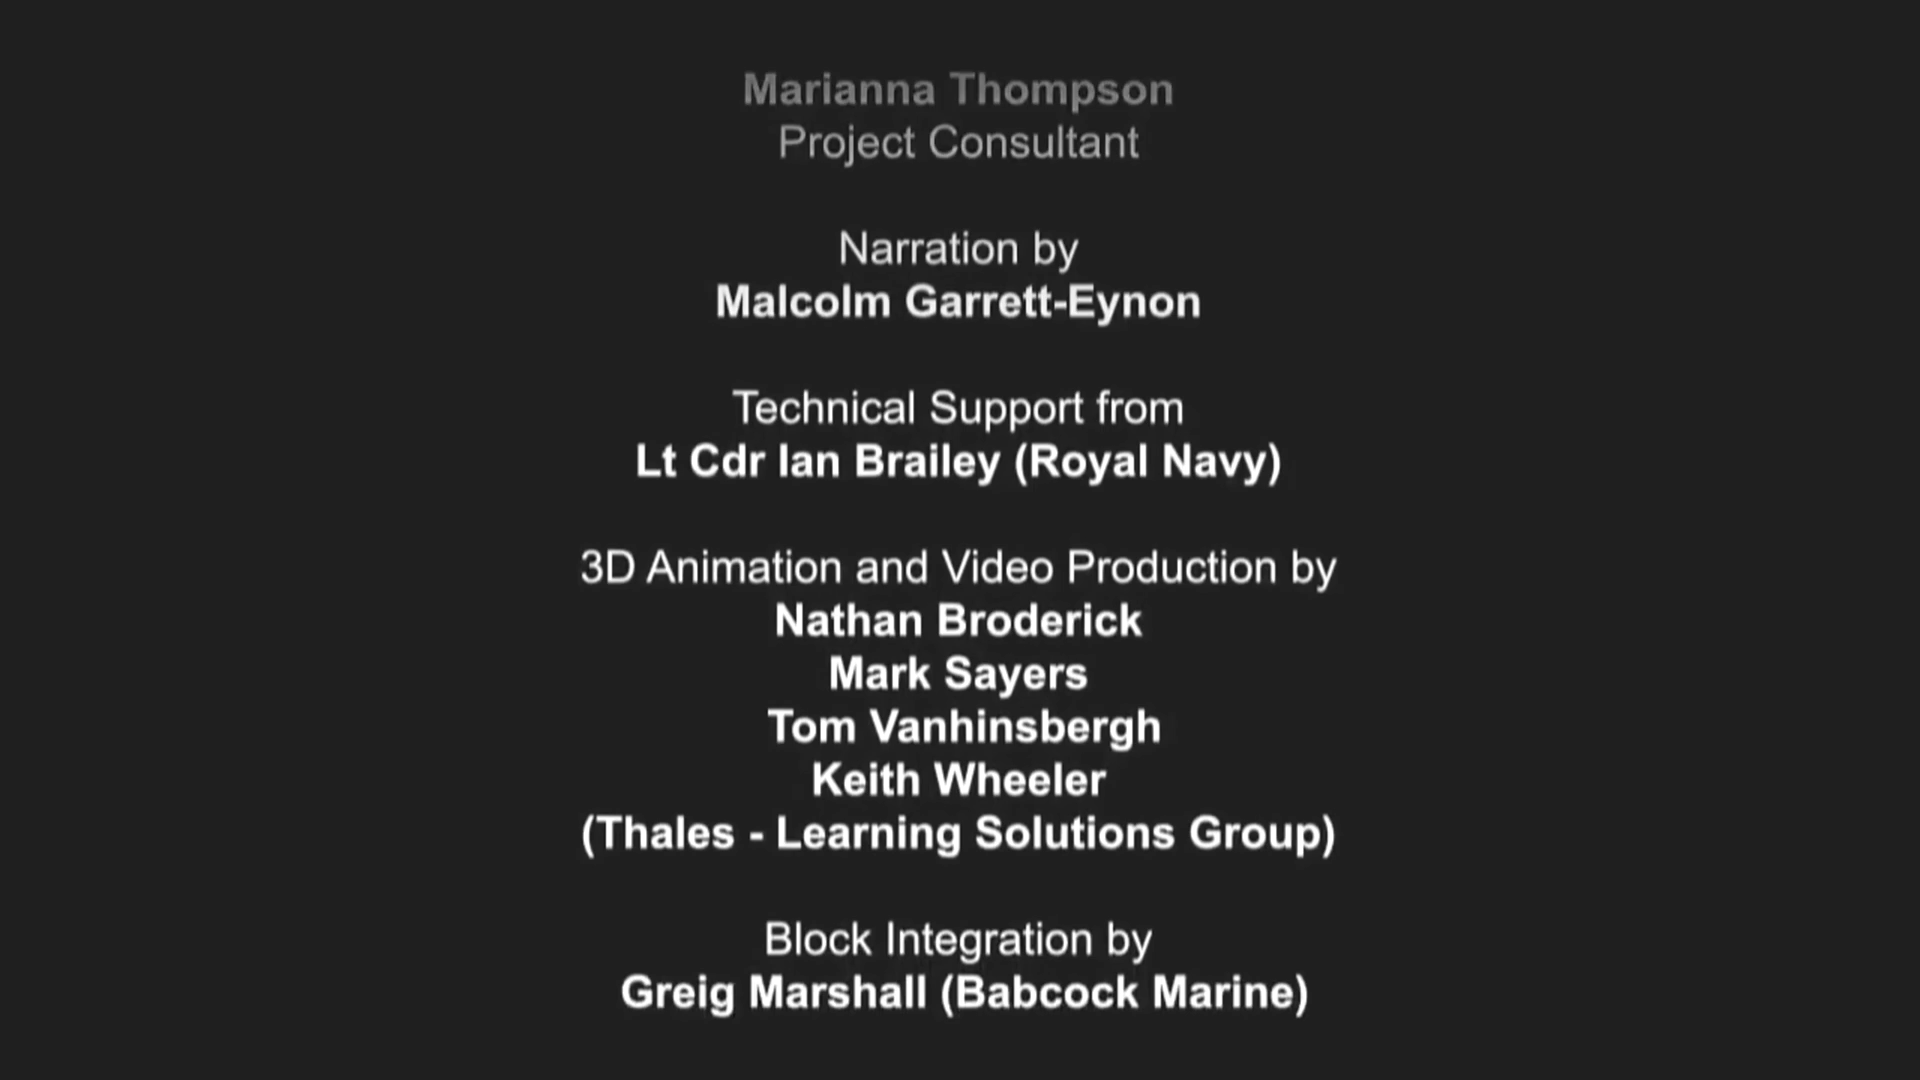 Marianna Thompson
Project Consultant
Narration by
Malcolm Garrett-Eynon
Technical Support from
Lt Cdr Ian Brailey (Royal Navy)
3D Animation and Video Production by
Nathan Broderick
Mark Sayers
Tom Vanhinsbergh
Keith Wheeler
(Thales - Learning Solutions Group)
Block Integration by
Greig Marshall (Babcock Marine)